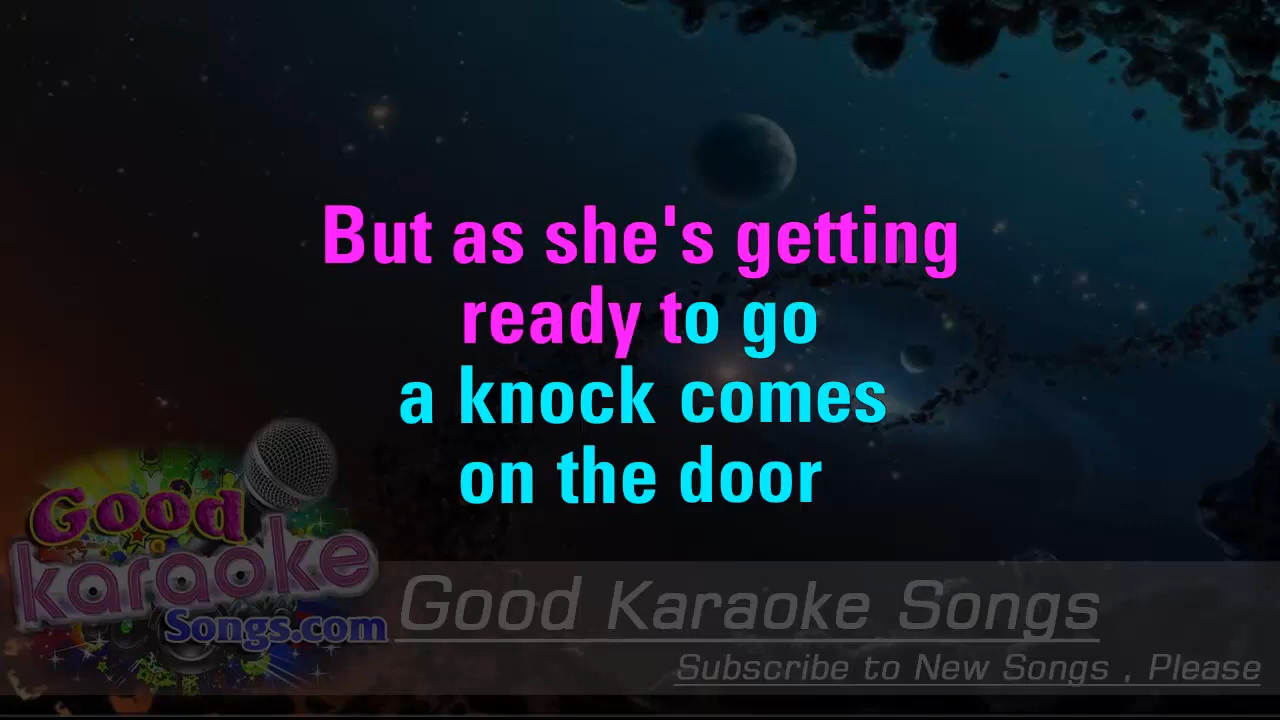 But as she's getting
ready to go
a knock comes
on the door
Good
karaoke
Songs.com
Good Karaoke Songs
Subscribe to New Songs , Please